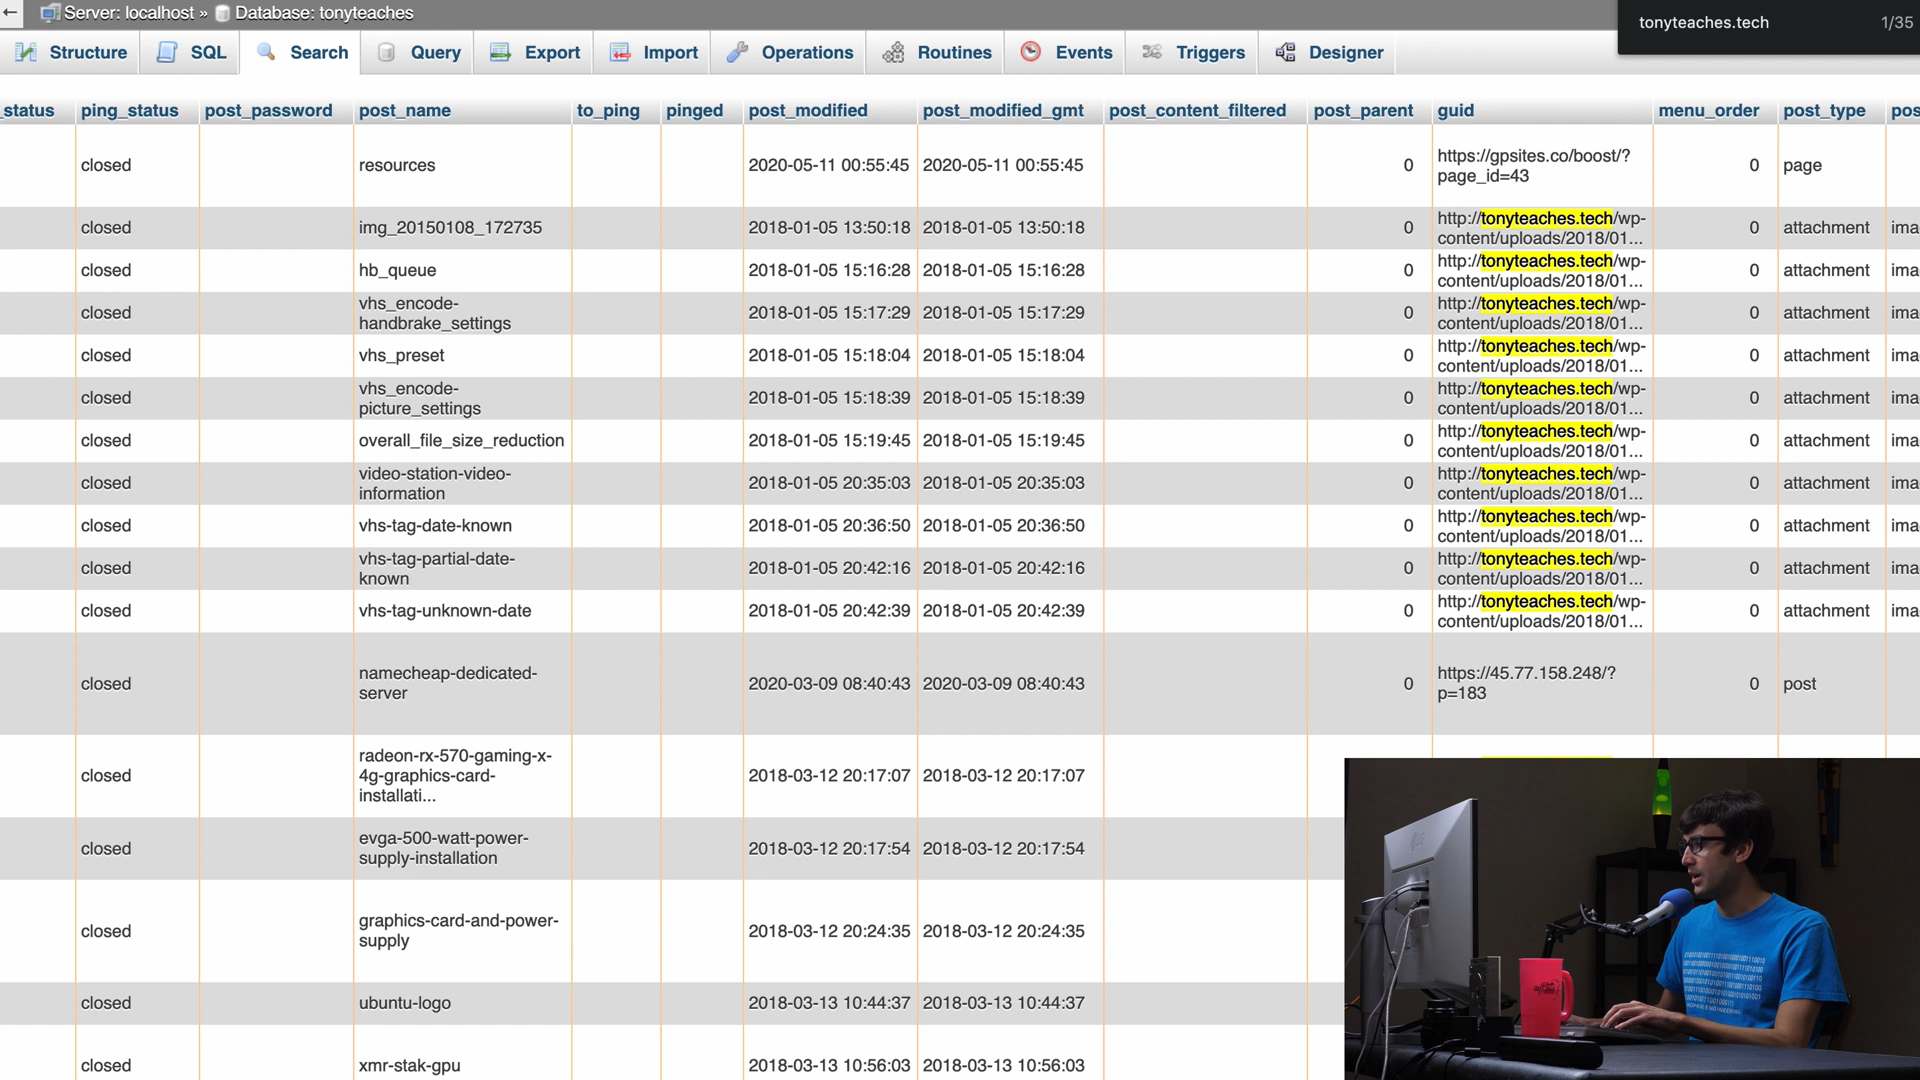 Server: localhost » Database: tonyteaches
tonyteaches.tech 1/35
Structure SQL Search Query Export Import Operations Routines Events Triggers Designer
_status ping_status post_password post_name to_ping pinged post_modified post_modified_gmt post_content_filtered post_parent guid menu_order post_type pos
closed resources 2020-05-11 00:55:45 2020-05-11 00:55:45 0 https://gpsites.co/boost/?
page_id=43 0 page
closed img_20150108_172735 2018-01-05 13:50:18 2018-01-05 13:50:18 0 http://tonyteaches.tech/wp-
content/uploads/2018/01... 0 attachment ima
closed hb_queue 2018-01-05 15:16:28 2018-01-05 15:16:28 0 http://tonyteaches.tech/wp-
content/uploads/2018/01... 0 attachment ima
closed vhs_encode-
handbrake_settings 2018-01-05 15:17:29 2018-01-05 15:17:29 0 http://tonyteaches.tech/wp-
content/uploads/2018/01... 0 attachment ima
closed vhs_preset 2018-01-05 15:18:04 2018-01-05 15:18:04 0 http://tonyteaches.tech/wp-
content/uploads/2018/01... 0 attachment ima
closed vhs_encode-
picture_settings 2018-01-05 15:18:39 2018-01-05 15:18:39 0 http://tonyteaches.tech/wp-
content/uploads/2018/01... 0 attachment ima
closed overall_file_size_reduction 2018-01-05 15:19:45 2018-01-05 15:19:45 0 http://tonyteaches.tech/wp-
content/uploads/2018/01... 0 attachment ima
closed video-station-video-
information 2018-01-05 20:35:03 2018-01-05 20:35:03 0 http://tonyteaches.tech/wp-
content/uploads/2018/01... 0 attachment ima
closed vhs-tag-date-known 2018-01-05 20:36:50 2018-01-05 20:36:50 0 http://tonyteaches.tech/wp-
content/uploads/2018/01... 0 attachment ima
closed vhs-tag-partial-date-
known 2018-01-05 20:42:16 2018-01-05 20:42:16 0 http://tonyteaches.tech/wp-
content/uploads/2018/01... 0 attachment ima
closed vhs-tag-unknown-date 2018-01-05 20:42:39 2018-01-05 20:42:39 0 http://tonyteaches.tech/wp-
content/uploads/2018/01... 0 attachment ima
closed namecheap-dedicated-
server 2020-03-09 08:40:43 2020-03-09 08:40:43 0 https://45.77.158.248/?
p=183 0 post
closed radeon-rx-570-gaming-x-
4g-graphics-card-
installati... 2018-03-12 20:17:07 2018-03-12 20:17:07
closed evga-500-watt-power-
supply-installation 2018-03-12 20:17:54 2018-03-12 20:17:54
closed graphics-card-and-power-
supply 2018-03-12 20:24:35 2018-03-12 20:24:35
closed ubuntu-logo 2018-03-13 10:44:37 2018-03-13 10:44:37
closed xmr-stak-gpu 2018-03-13 10:56:03 2018-03-13 10:56:03